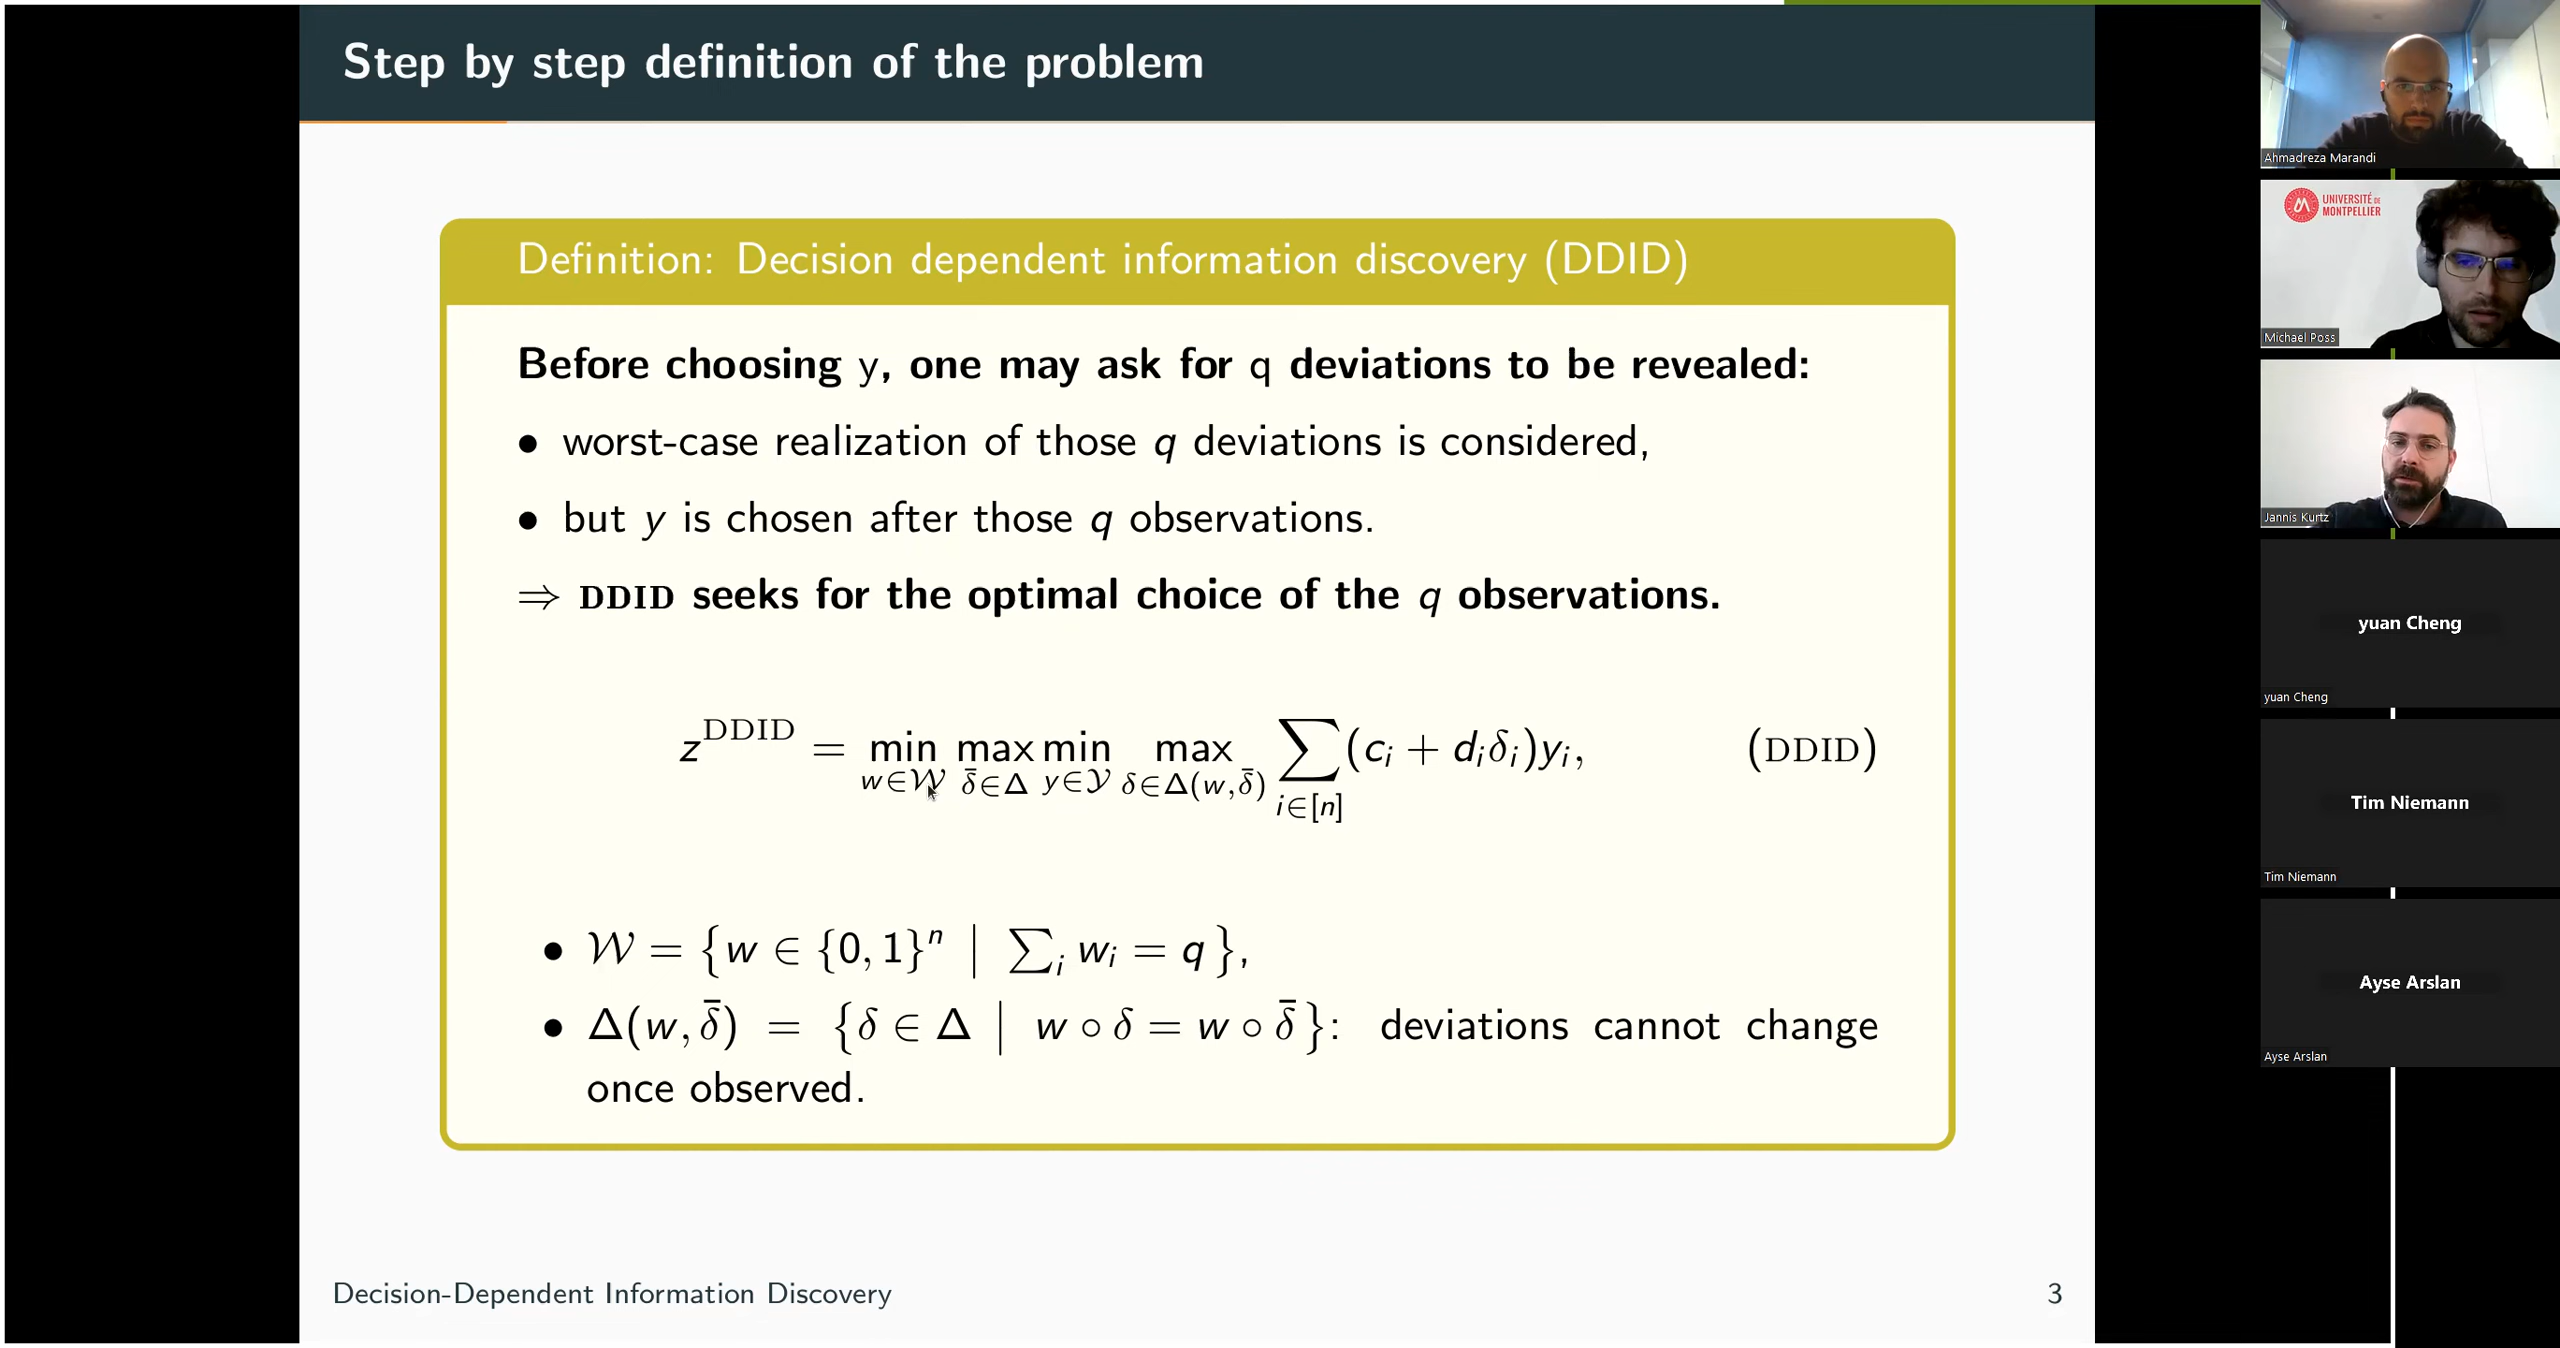 Step by step definition of the problem
Definition: Decision dependent information discovery (DDID)
Before choosing y, one may ask for q deviations to be revealed:
• worst-case realization of those q deviations is considered,
• but y is chosen after those q observations.
⇒ DDID seeks for the optimal choice of the q observations.
z^DDID = min_{w∈𝒲} max_{δ̄∈Δ} min_{y∈𝒴} max_{δ∈Δ(w,δ̄)} ∑_{i∈[n]} (c_i + d_iδ_i)y_i, (DDID)
• 𝒲 = {w ∈ {0, 1}^n | ∑_i w_i = q},
• Δ(w, δ̄) = {δ ∈ Δ | w ∘ δ = w ∘ δ̄}: deviations cannot change
once observed.
Decision-Dependent Information Discovery
3
Ahmadreza Marandi
UNIVERSITÉ DE
MONTPELLIER
Michael Poss
Jannis Kurtz
yuan Cheng
yuan Cheng
Tim Niemann
Tim Niemann
Ayse Arslan
Ayse Arslan